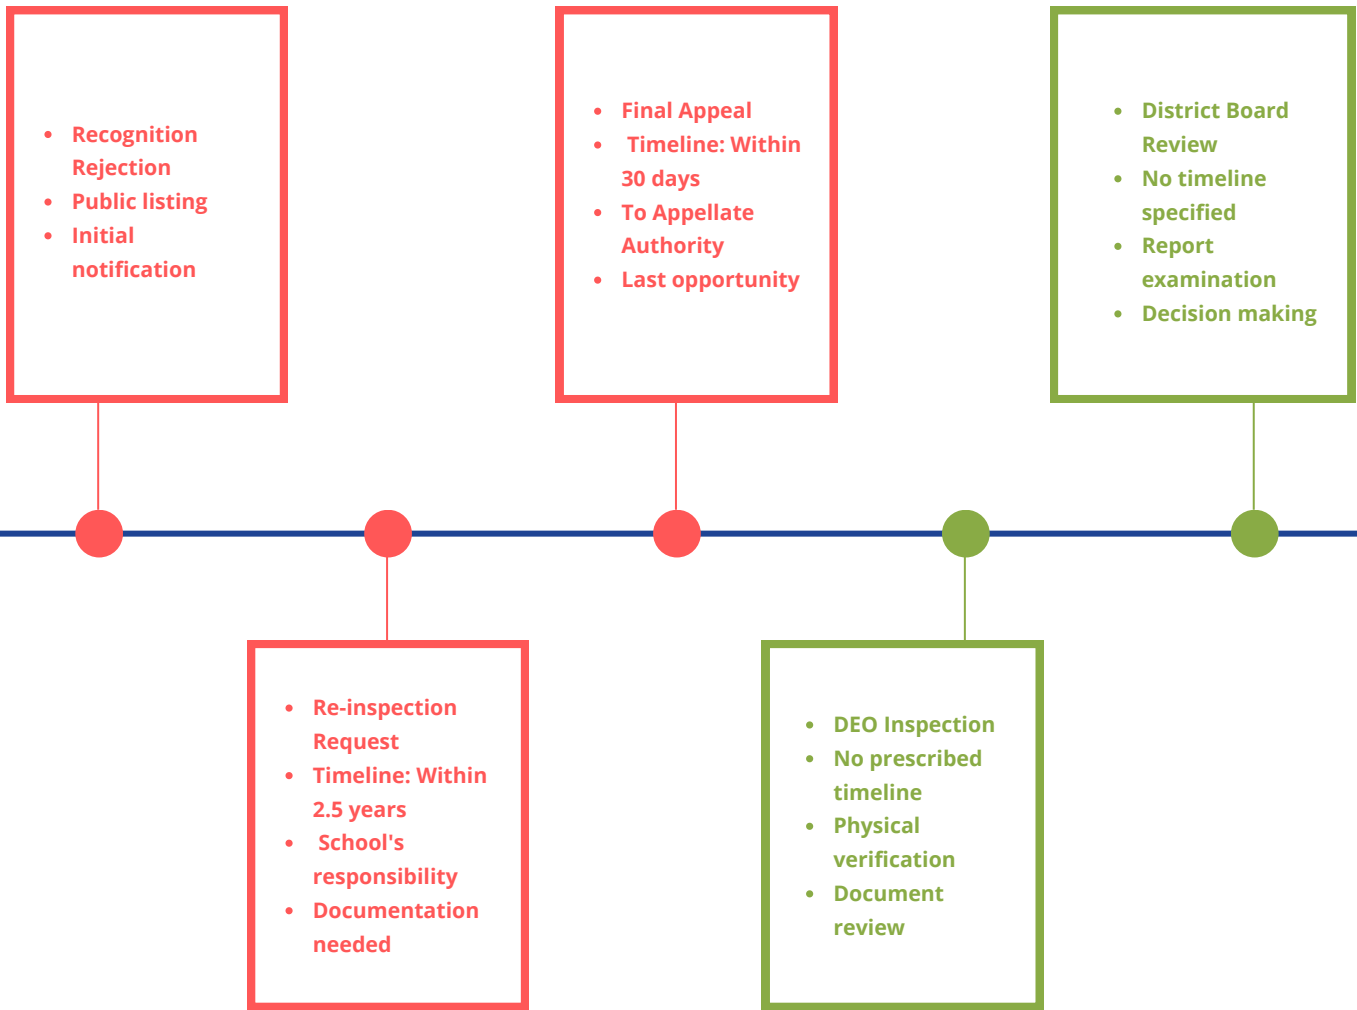 • Recognition
Rejection
• Public listing
• Initial
notification
• Re-inspection
Request
• Timeline: Within
2.5 years
• School's
responsibility
• Documentation
needed
• Final Appeal
• Timeline: Within
30 days
• To Appellate
Authority
• Last opportunity
• DEO Inspection
• No prescribed
timeline
• Physical
verification
• Document
review
• District Board
Review
• No timeline
specified
• Report
examination
• Decision making